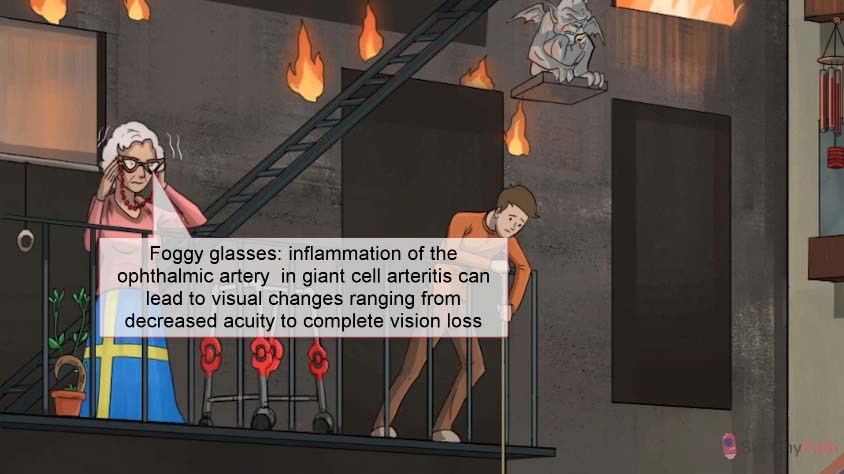 Foggy glasses: inflammation of the
ophthalmic artery in giant cell arteritis can
lead to visual changes ranging from
decreased acuity to complete vision loss